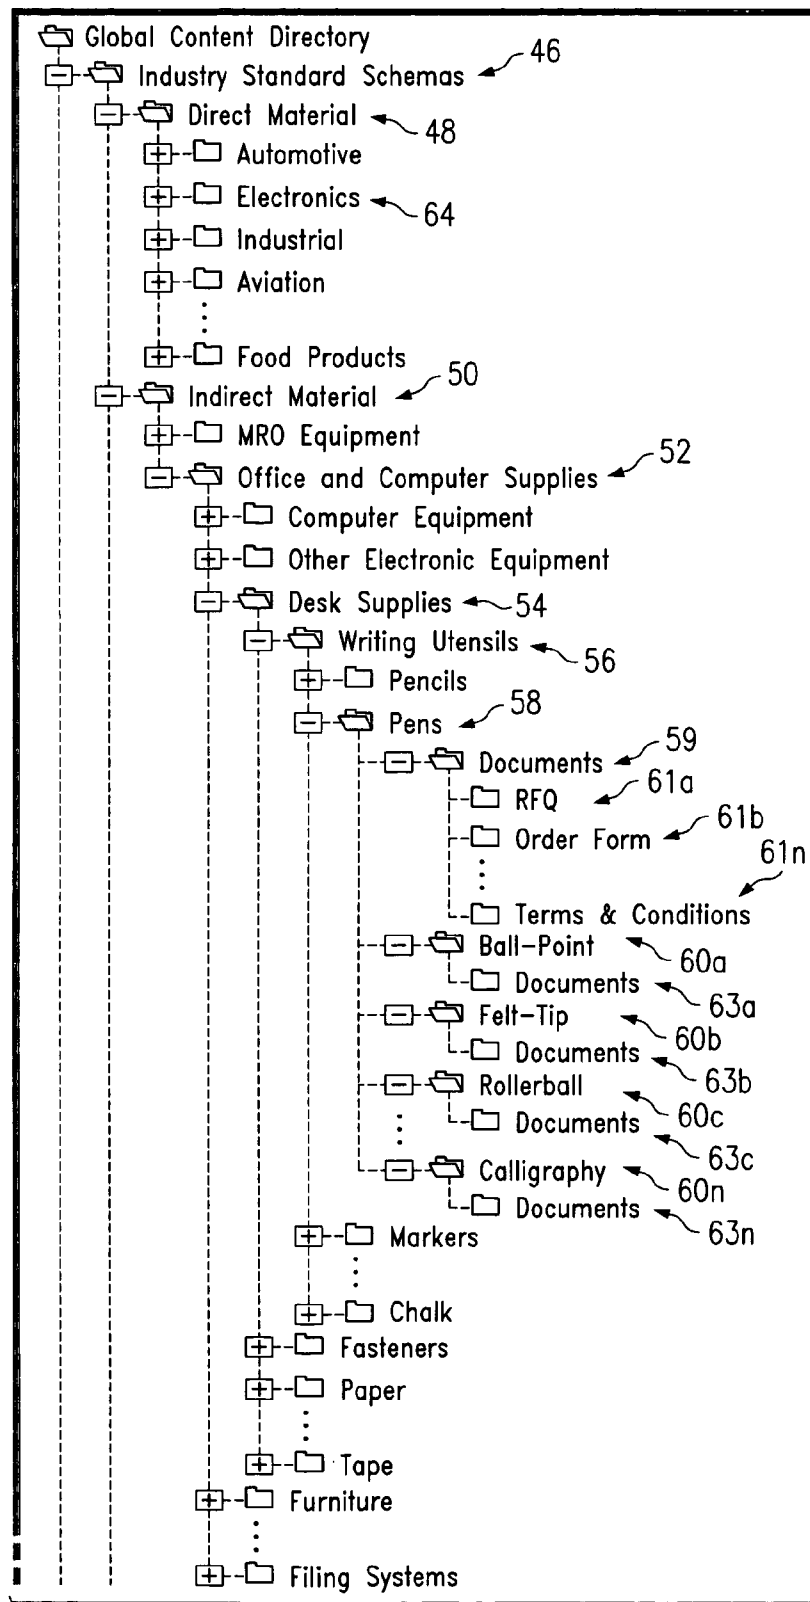 Global Content Directory
Industry Standard Schemas 46
Direct Material 48
Automotive
Electronics 64
Industrial
Aviation
Food Products
Indirect Material 50
MRO Equipment
Office and Computer Supplies 52
Computer Equipment
Other Electronic Equipment
Desk Supplies 54
Writing Utensils 56
Pencils
Pens 58
Documents 59
RFQ 61a
Order Form 61b
Terms & Conditions 61n
Ball-Point 60a
Documents 63a
Felt-Tip 60b
Documents 63b
Rollerball 60c
Documents 63c
Calligraphy 60n
Documents 63n
Markers
Chalk
Fasteners
Paper
Tape
Furniture
Filing Systems